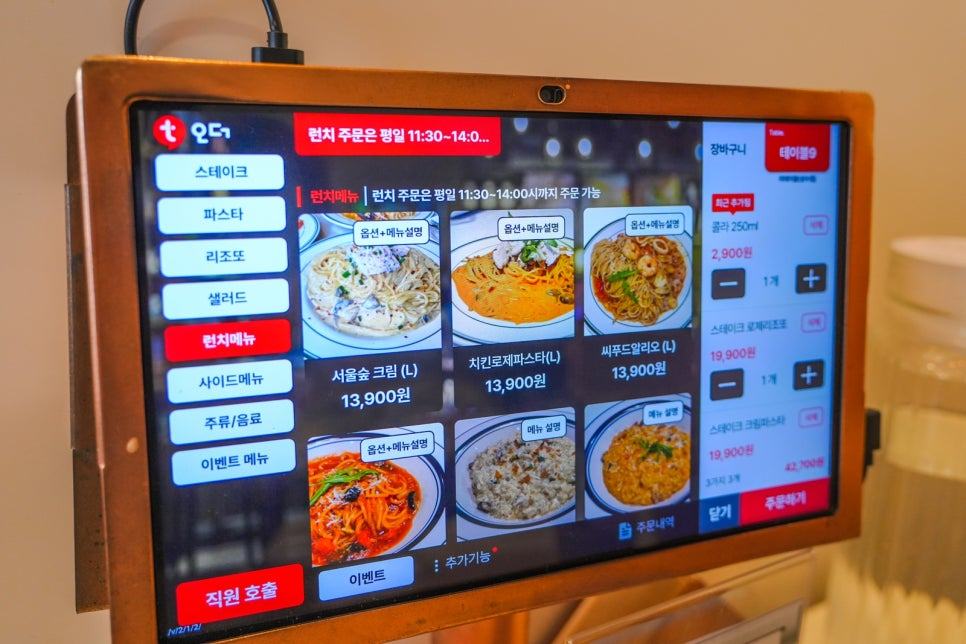 t 오더
런치 주문은 평일 11:30~14:0...
스테이크
파스타
리조또
샐러드
런치메뉴
사이드메뉴
주류/음료
이벤트 메뉴
직원 호출
런치메뉴 | 런치 주문은 평일 11:30~14:00시까지 주문 가능
옵션+메뉴설명
서울숲 크림 (L)
13,900원
옵션+메뉴설명
치킨로제파스타(L)
13,900원
옵션+메뉴설명
씨푸드알리오 (L)
13,900원
옵션+메뉴설명
메뉴 설명
메뉴 설명
이벤트
추가기능
주문내역
장바구니
Table
테이블9
최근 추가됨
콜라 250ml
삭제
2,900원
1개
스테이크 로제리조또
삭제
19,900원
1개
스테이크 크림파스타
삭제
19,900원
3가지 3개
42,700원
닫기
주문하기